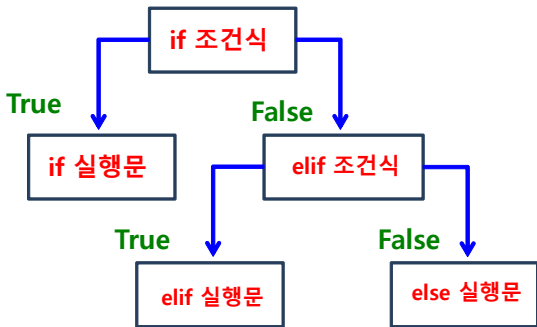 if 조건식
True
False
if 실행문
elif 조건식
True
False
elif 실행문
else 실행문